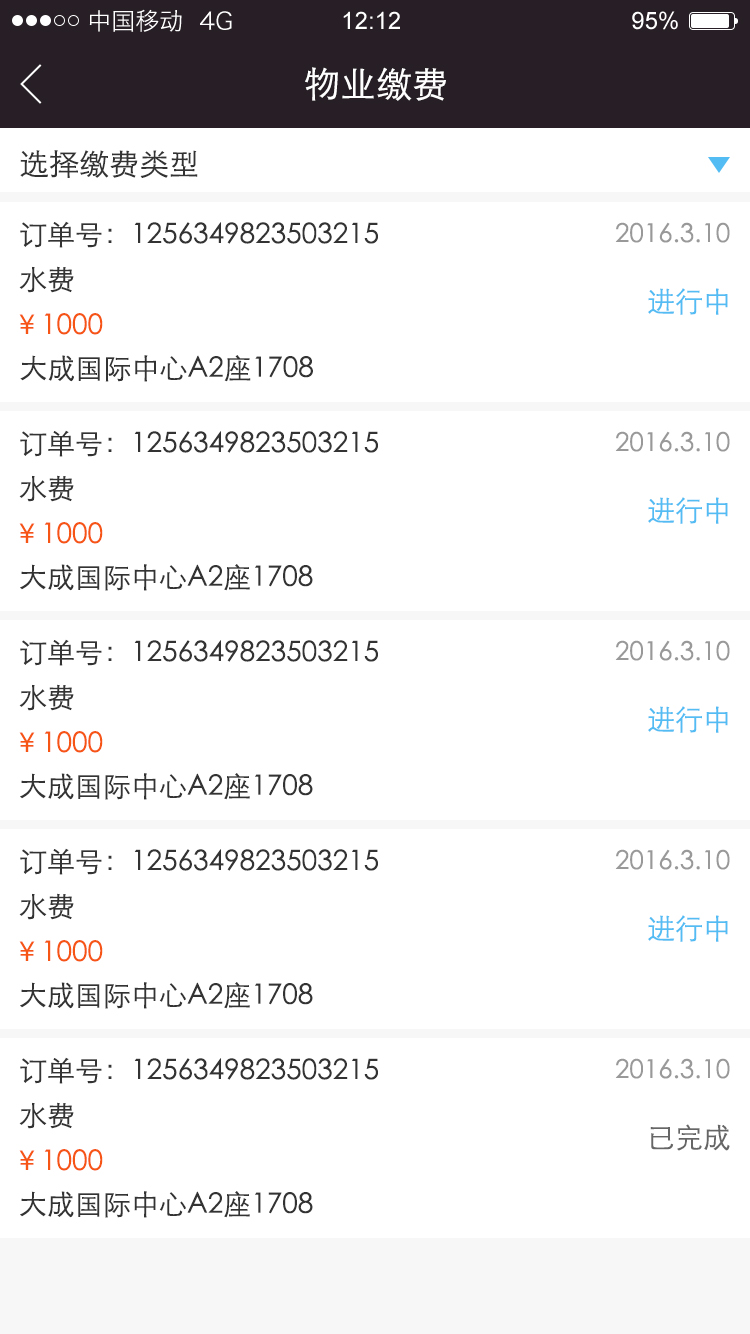 中国移动 4G 12:12 95%
物业缴费
选择缴费类型
订单号：1256349823503215 2016.3.10
水费
进行中
¥ 1000
大成国际中心A2座1708
订单号：1256349823503215 2016.3.10
水费
进行中
¥ 1000
大成国际中心A2座1708
订单号：1256349823503215 2016.3.10
水费
进行中
¥ 1000
大成国际中心A2座1708
订单号：1256349823503215 2016.3.10
水费
进行中
¥ 1000
大成国际中心A2座1708
订单号：1256349823503215 2016.3.10
水费
已完成
¥ 1000
大成国际中心A2座1708